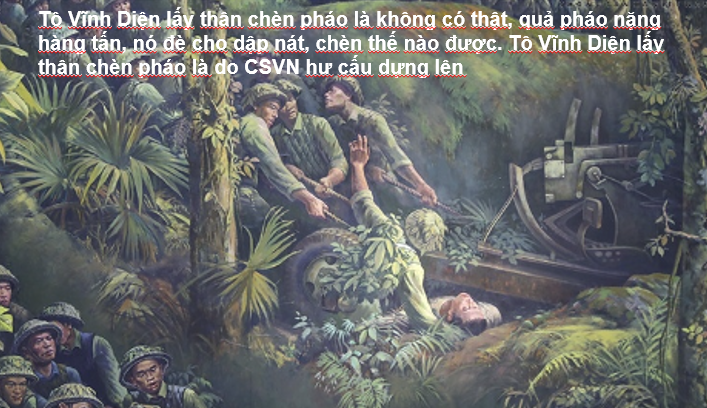 Tô Vĩnh Diện lấy thân chèn pháo là không có thật, quả pháo nặng
hàng tấn, nó đè cho dập nát, chèn thế nào được. Tô Vĩnh Diện lấy
thân chèn pháo là do CSVN hư cấu dựng lên